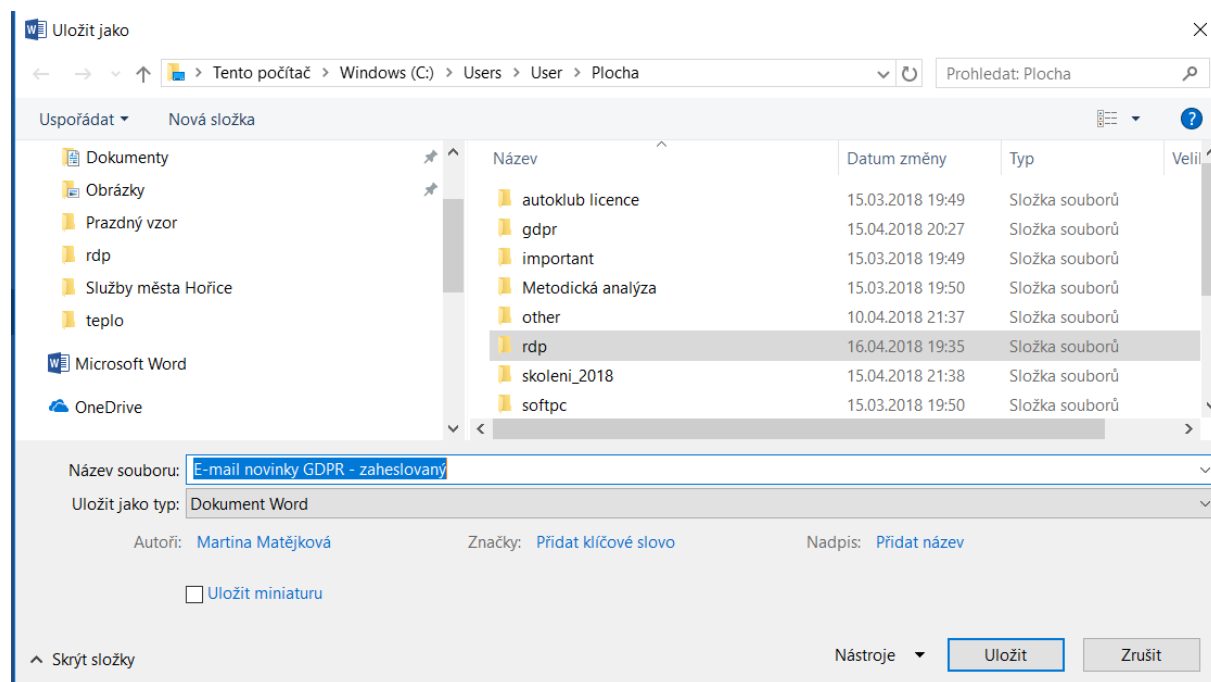 Uložit jako
Tento počítač > Windows (C:) > Users > User > Plocha
Prohledat: Plocha
Uspořádat
Nová složka
Dokumenty
Obrázky
Prazdný vzor
rdp
Služby města Hořice
teplo
Microsoft Word
OneDrive
Název Datum změny Typ Velil
autoklub licence 15.03.2018 19:49 Složka souborů
gdpr 15.04.2018 20:27 Složka souborů
important 15.03.2018 19:49 Složka souborů
Metodická analýza 15.03.2018 19:50 Složka souborů
other 10.04.2018 21:37 Složka souborů
rdp 16.04.2018 19:35 Složka souborů
skoleni_2018 15.04.2018 21:38 Složka souborů
softpc 15.03.2018 19:50 Složka souborů
Název souboru: E-mail novinky GDPR - zaheslovaný
Uložit jako typ: Dokument Word
Autoři: Martina Matějková Značky: Přidat klíčové slovo Nadpis: Přidat název
Uložit miniaturu
Skrýt složky
Nástroje
Uložit
Zrušit